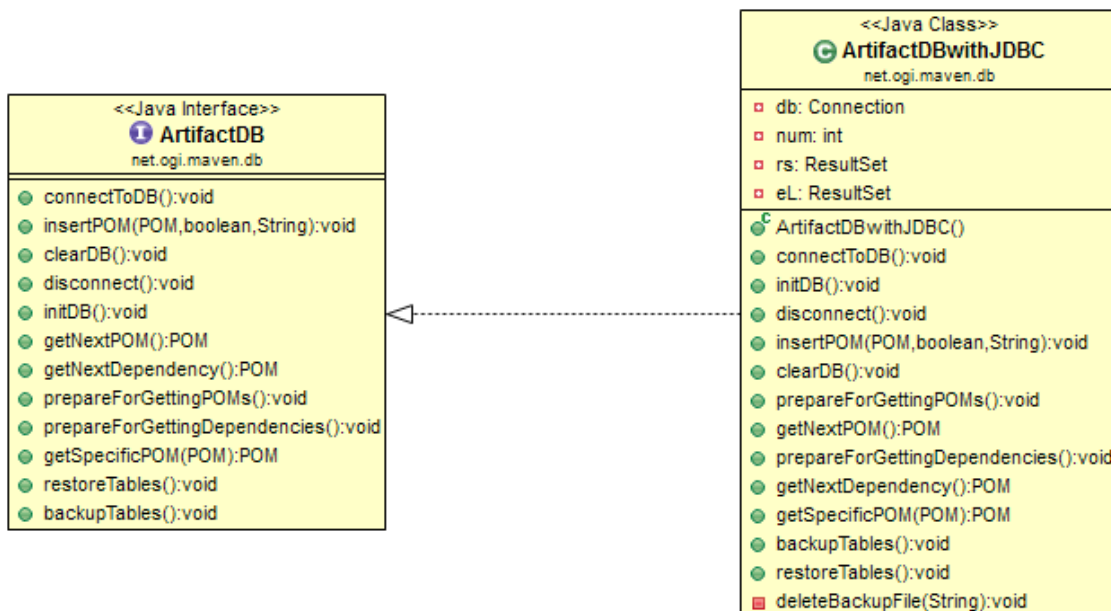 <<Java Interface>>
I ArtifactDB
net.ogi.maven.db
connectToDB():void
insertPOM(POM,boolean,String):void
clearDB():void
disconnect():void
initDB():void
getNextPOM():POM
getNextDependency():POM
prepareForGettingPOMs():void
prepareForGettingDependencies():void
getSpecificPOM(POM):POM
restoreTables():void
backupTables():void
<<Java Class>>
C ArtifactDBwithJDBC
net.ogi.maven.db
db: Connection
num: int
rs: ResultSet
eL: ResultSet
C ArtifactDBwithJDBC()
connectToDB():void
initDB():void
disconnect():void
insertPOM(POM,boolean,String):void
clearDB():void
prepareForGettingPOMs():void
getNextPOM():POM
prepareForGettingDependencies():void
getNextDependency():POM
getSpecificPOM(POM):POM
backupTables():void
restoreTables():void
deleteBackupFile(String):void